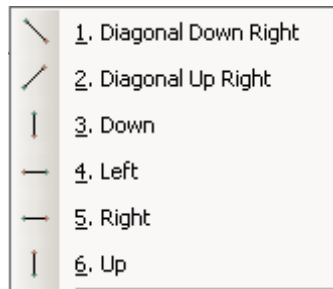 1. Diagonal Down Right
2. Diagonal Up Right
3. Down
4. Left
5. Right
6. Up